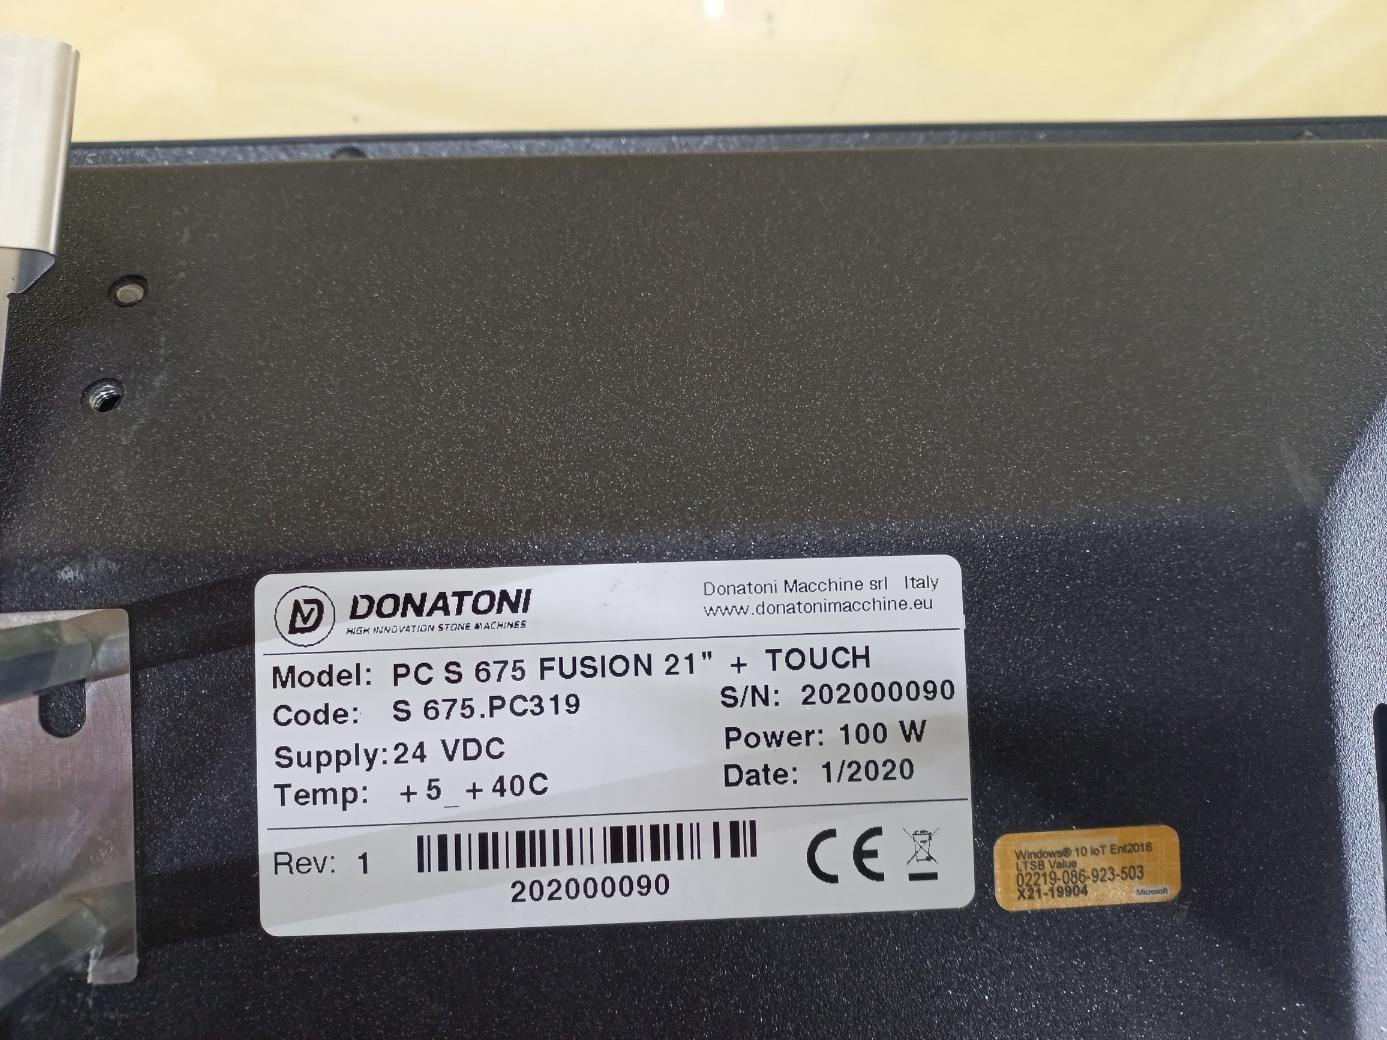 DONATONI
HIGH INNOVATION STONE MACHINES
Donatoni Macchine srl Italy
www.donatonimacchine.eu
Model: PC S 675 FUSION 21" + TOUCH
Code: S 675.PC319
S/N: 202000090
Supply: 24 VDC
Power: 100 W
Temp: +5_+40C
Date: 1/2020
Rev: 1
202000090
CE
Windows® 10 IoT Ent2016
LTSB Value
02219-086-923-503
X21-19904
Microsoft